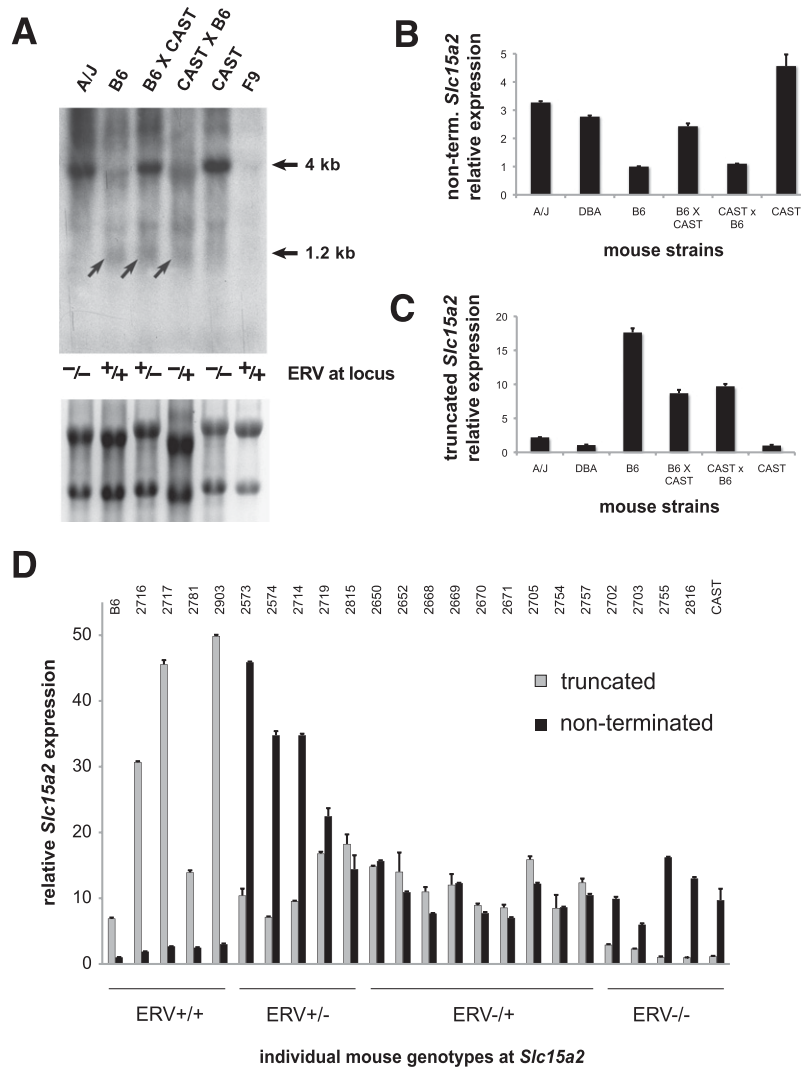 A
A/J
B6
B6 X CAST
CAST X B6
CAST
F9
4 kb
1.2 kb
−/− +/+ +/− −/+ −/− +/+ ERV at locus
B
non-term. Slc15a2
relative expression
5
4
3
2
1
0
A/J DBA B6 B6 X CAST x CAST
CAST B6
mouse strains
C
truncated Slc15a2
relative expression
20
15
10
5
0
A/J DBA B6 B6 X CAST x CAST
CAST B6
mouse strains
D
B6 2716 2717 2781 2903 2573 2574 2714 2719 2815 2650 2652 2668 2669 2670 2671 2705 2754 2757 2702 2703 2755 2816 CAST
relative Slc15a2 expression
50
40
30
20
10
0
truncated
non-terminated
ERV+/+ ERV+/- ERV-/+ ERV-/-
individual mouse genotypes at Slc15a2